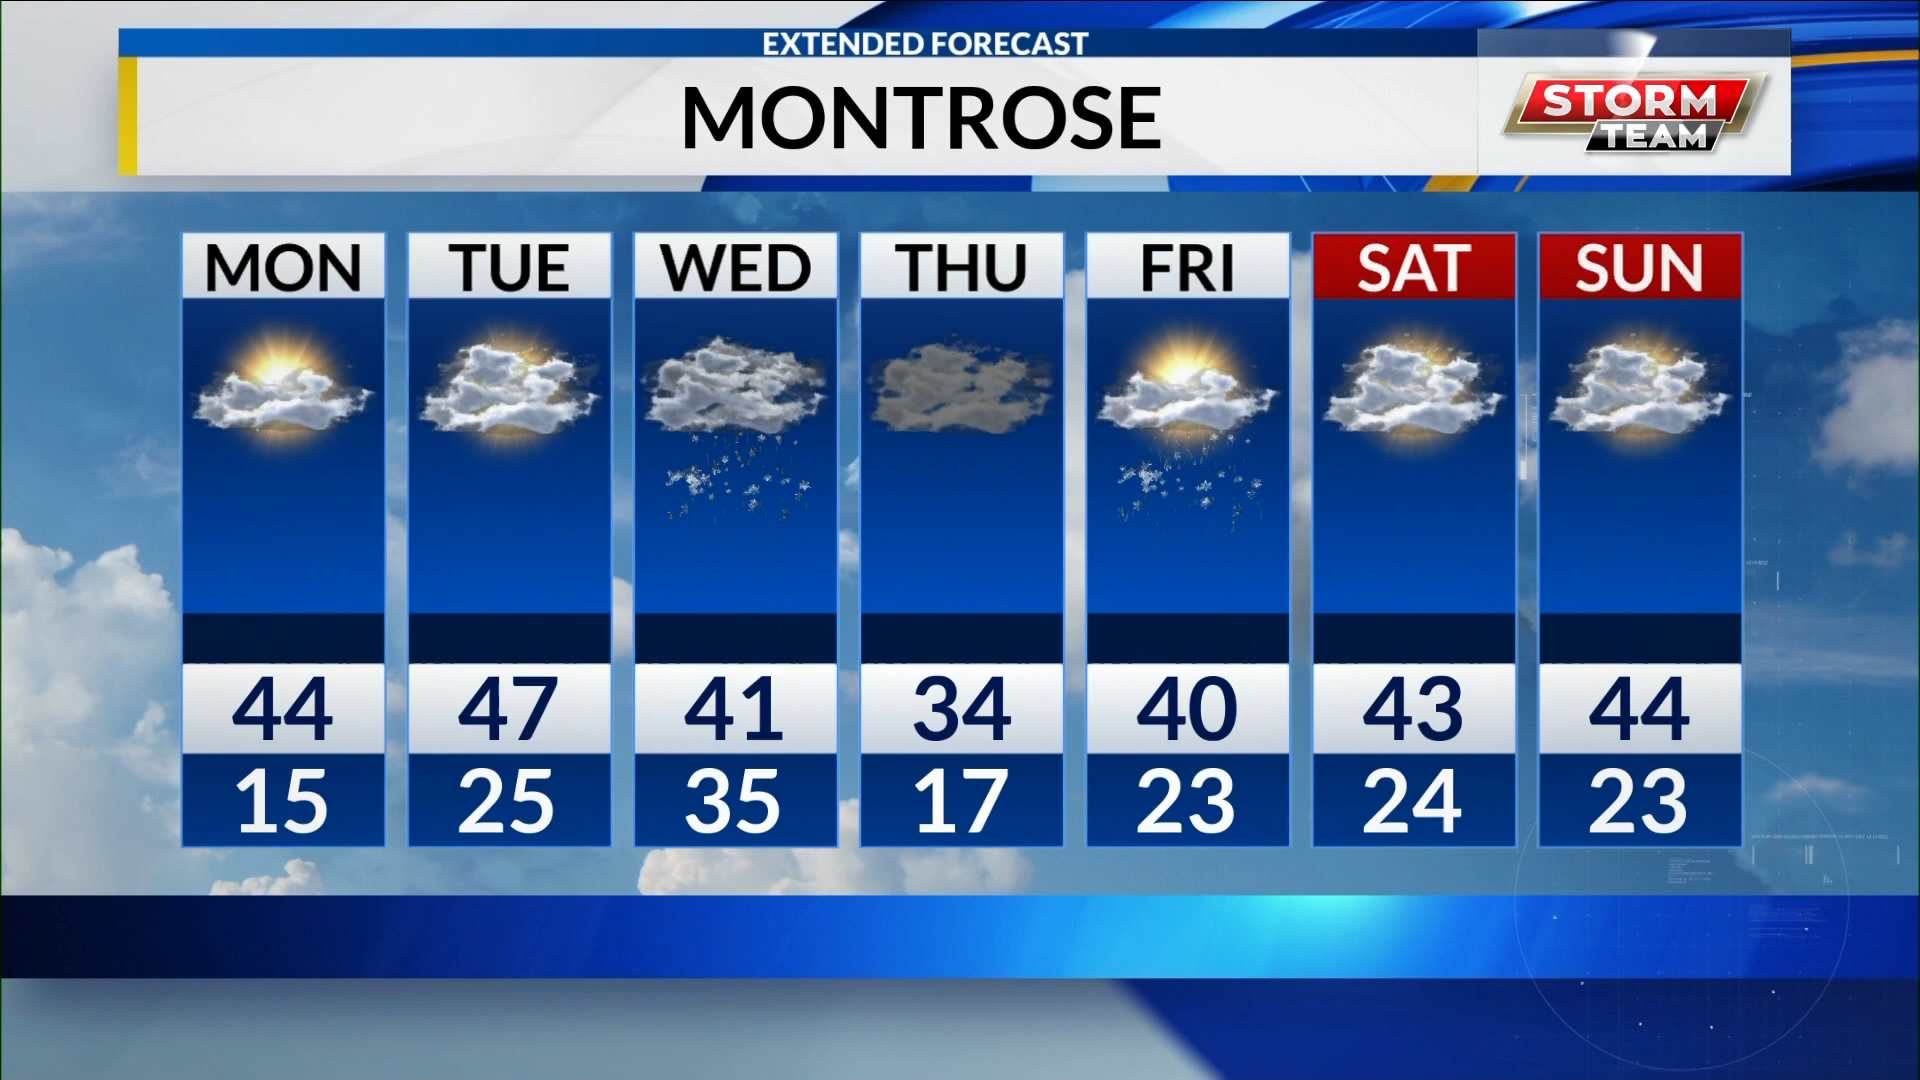 EXTENDED FORECAST
MONTROSE
STORM
TEAM
MON TUE WED THU FRI SAT SUN
44 47 41 34 40 43 44
15 25 35 17 23 24 23